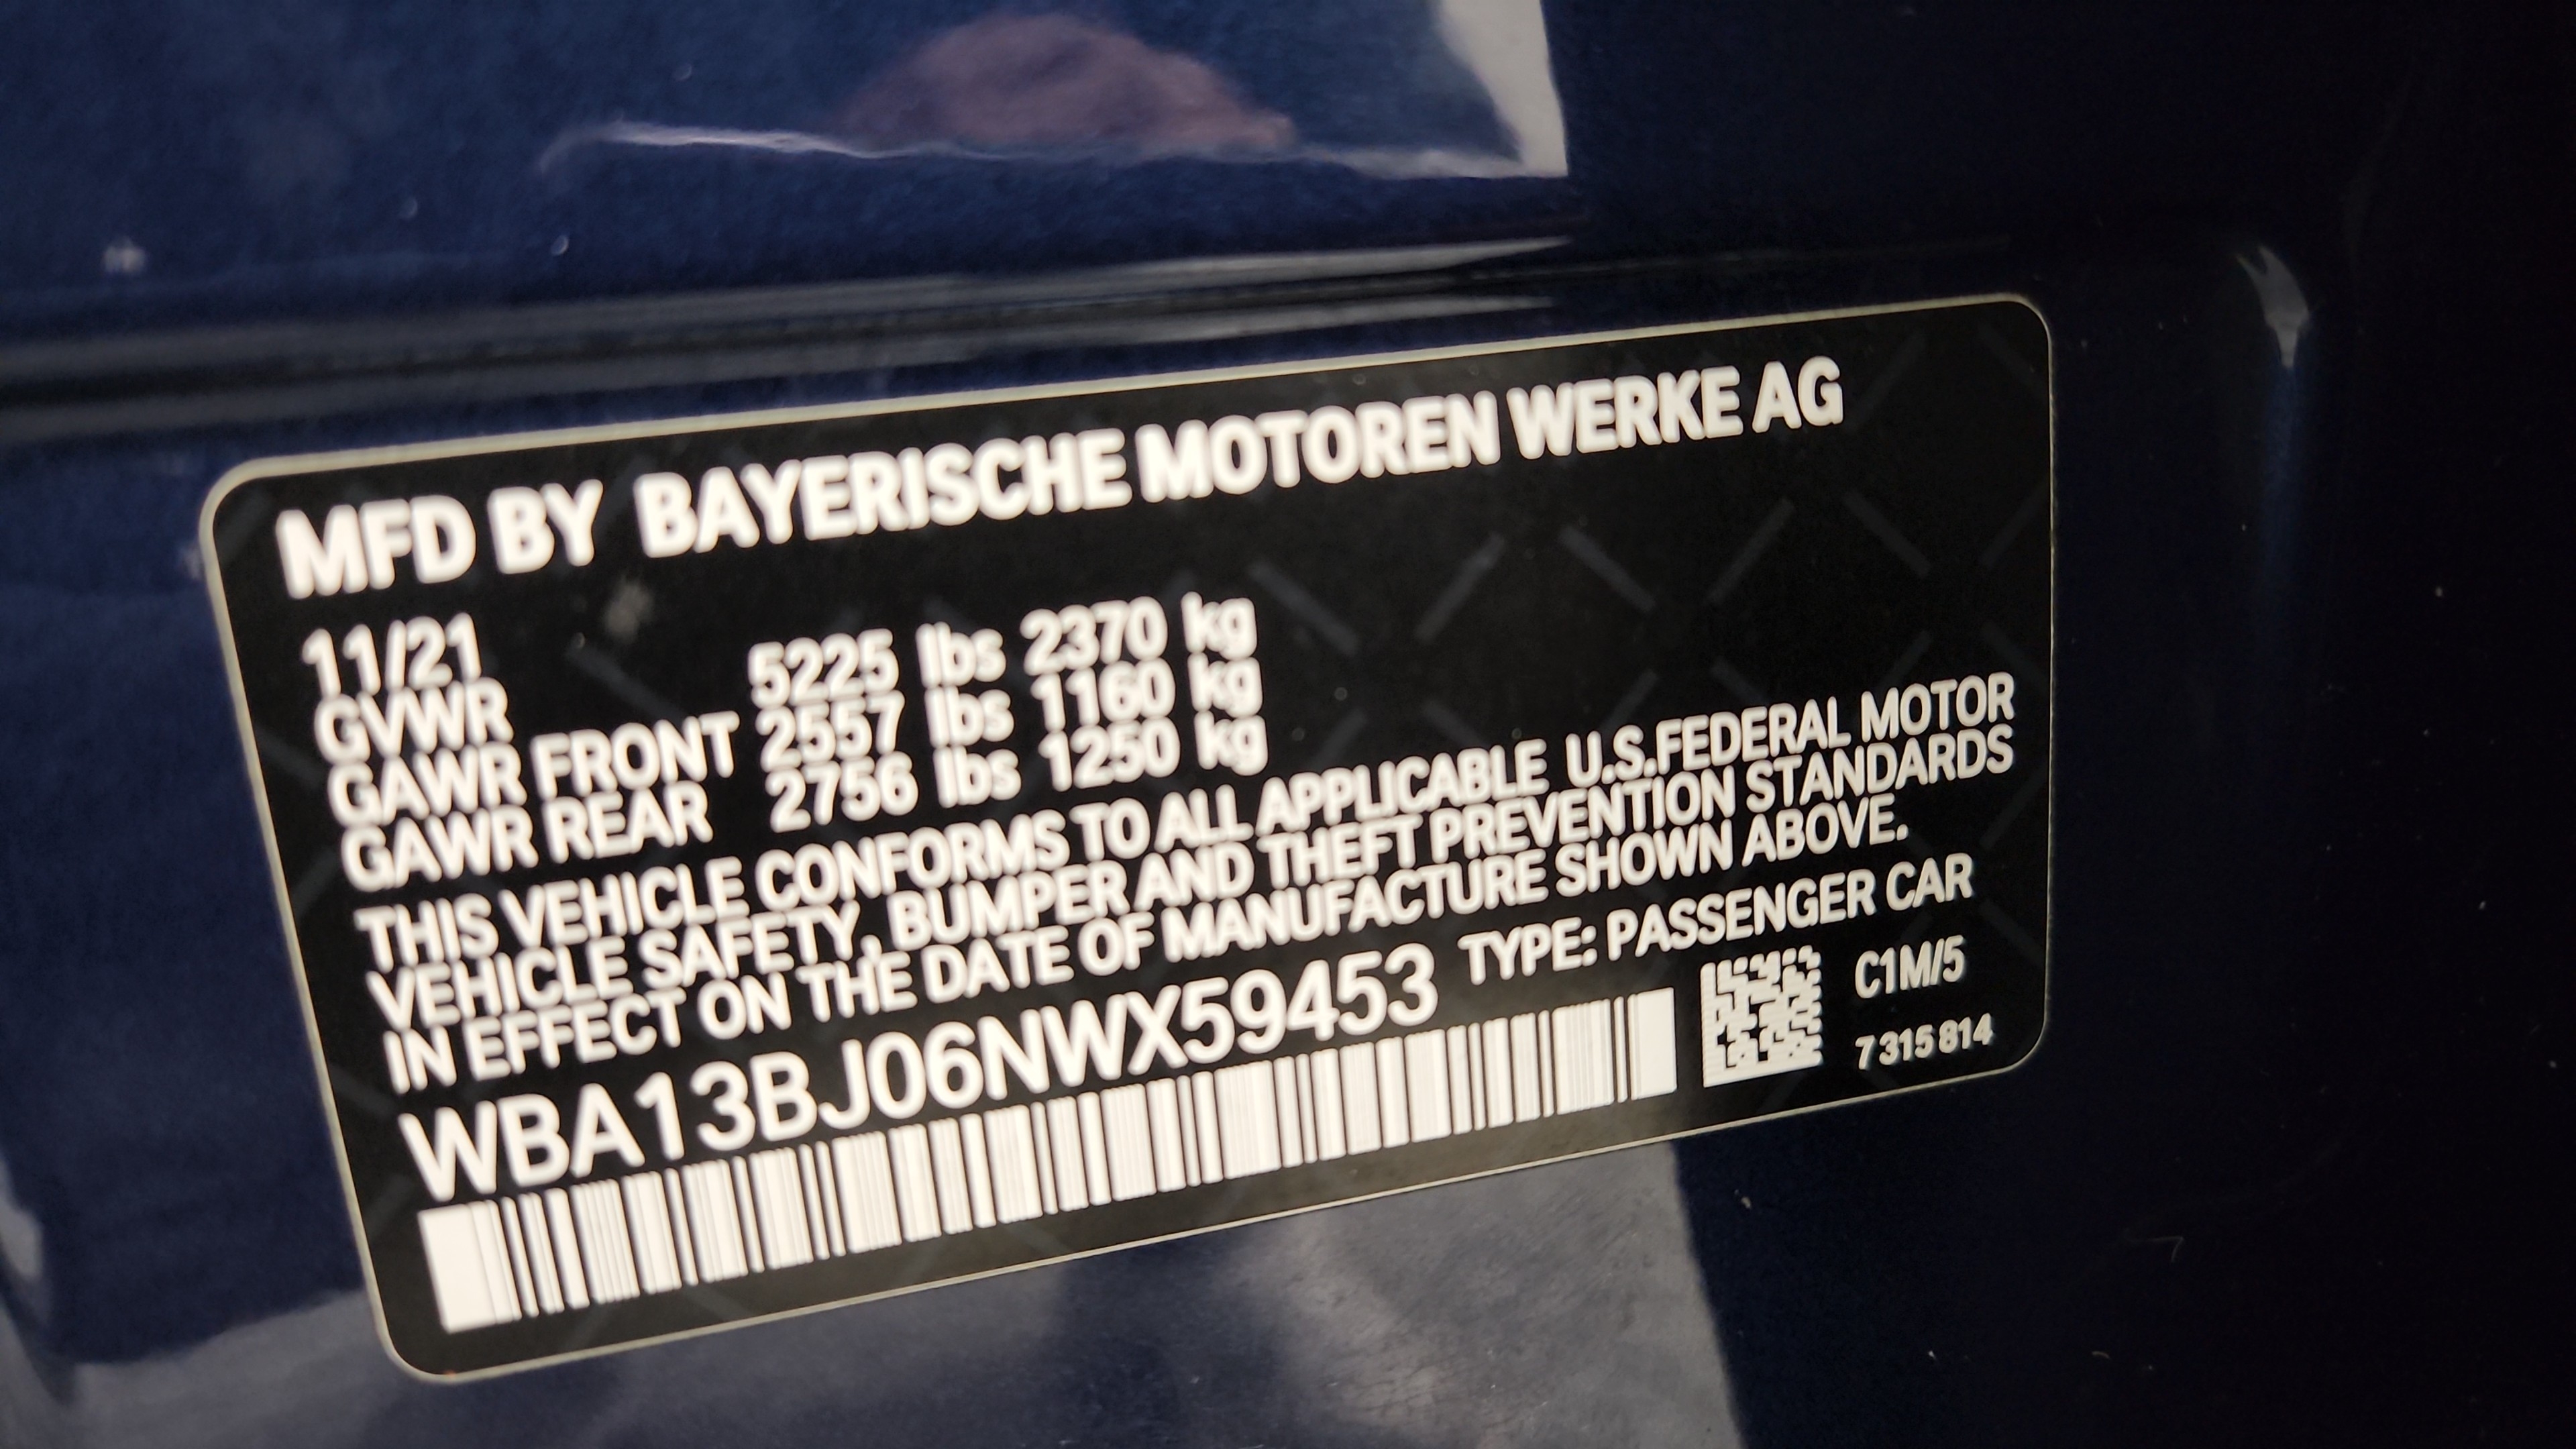 MFD BY BAYERISCHE MOTOREN WERKE AG
11/21
GVWR 5225 lbs 2370 kg
GAWR FRONT 2557 lbs 1160 kg
GAWR REAR 2756 lbs 1250 kg
THIS VEHICLE CONFORMS TO ALL APPLICABLE U.S.FEDERAL MOTOR
VEHICLE SAFETY, BUMPER AND THEFT PREVENTION STANDARDS
IN EFFECT ON THE DATE OF MANUFACTURE SHOWN ABOVE.
WBA13BJ06NWX59453 TYPE: PASSENGER CAR
C1M/5
7 315 814